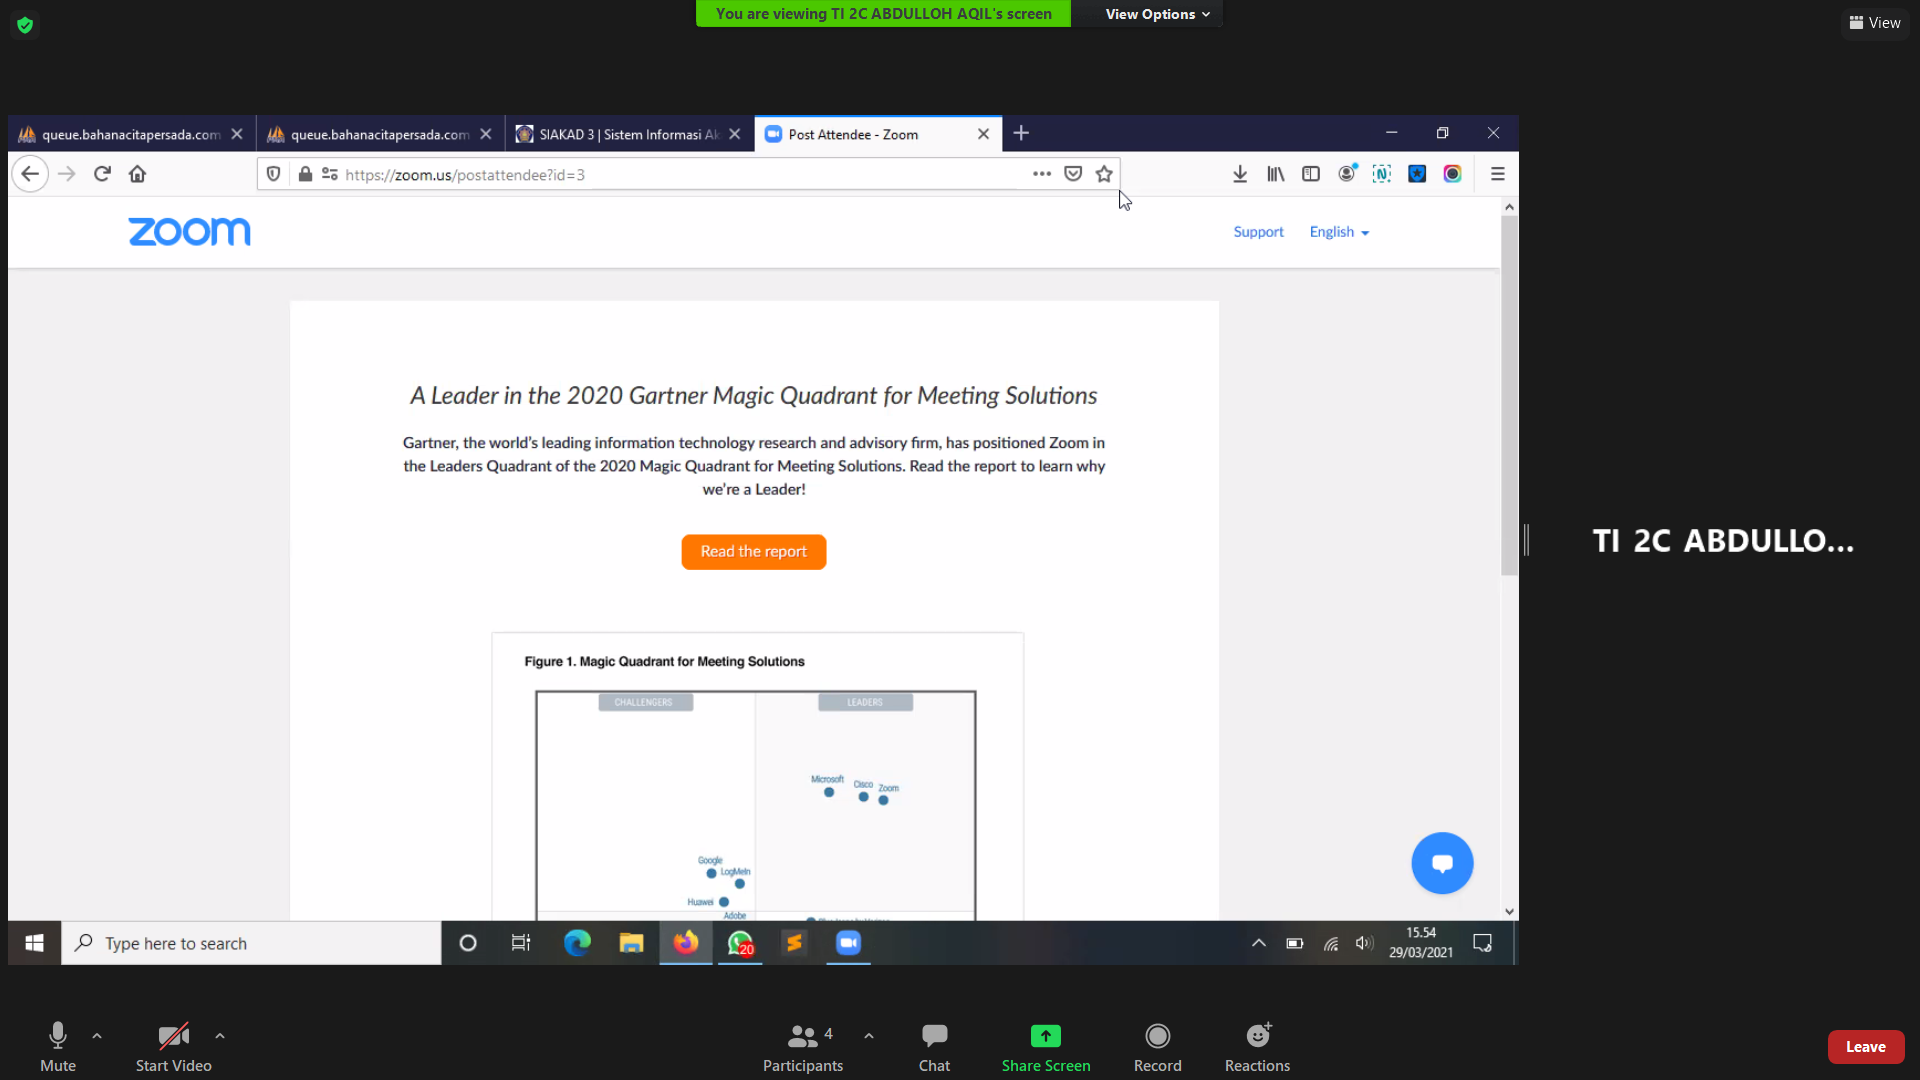 You are viewing TI 2C ABDULLOH AQIL's screen
View Options
View
queue.bahanacitapersada.com
queue.bahanacitapersada.com
SIAKAD 3 | Sistem Informasi Ak
Post Attendee - Zoom
https://zoom.us/postattendee?id=3
zoom
Support
English
A Leader in the 2020 Gartner Magic Quadrant for Meeting Solutions
Gartner, the world's leading information technology research and advisory firm, has positioned Zoom in
the Leaders Quadrant of the 2020 Magic Quadrant for Meeting Solutions. Read the report to learn why
we're a Leader!
Read the report
TI 2C ABDULLO...
Figure 1. Magic Quadrant for Meeting Solutions
CHALLENGERS
LEADERS
Microsoft
Cisco
Zoom
Google
LogMeIn
Huawei
Adobe
Type here to search
20
15.54
29/03/2021
Mute
Start Video
4
Participants
Chat
Share Screen
Record
Reactions
Leave